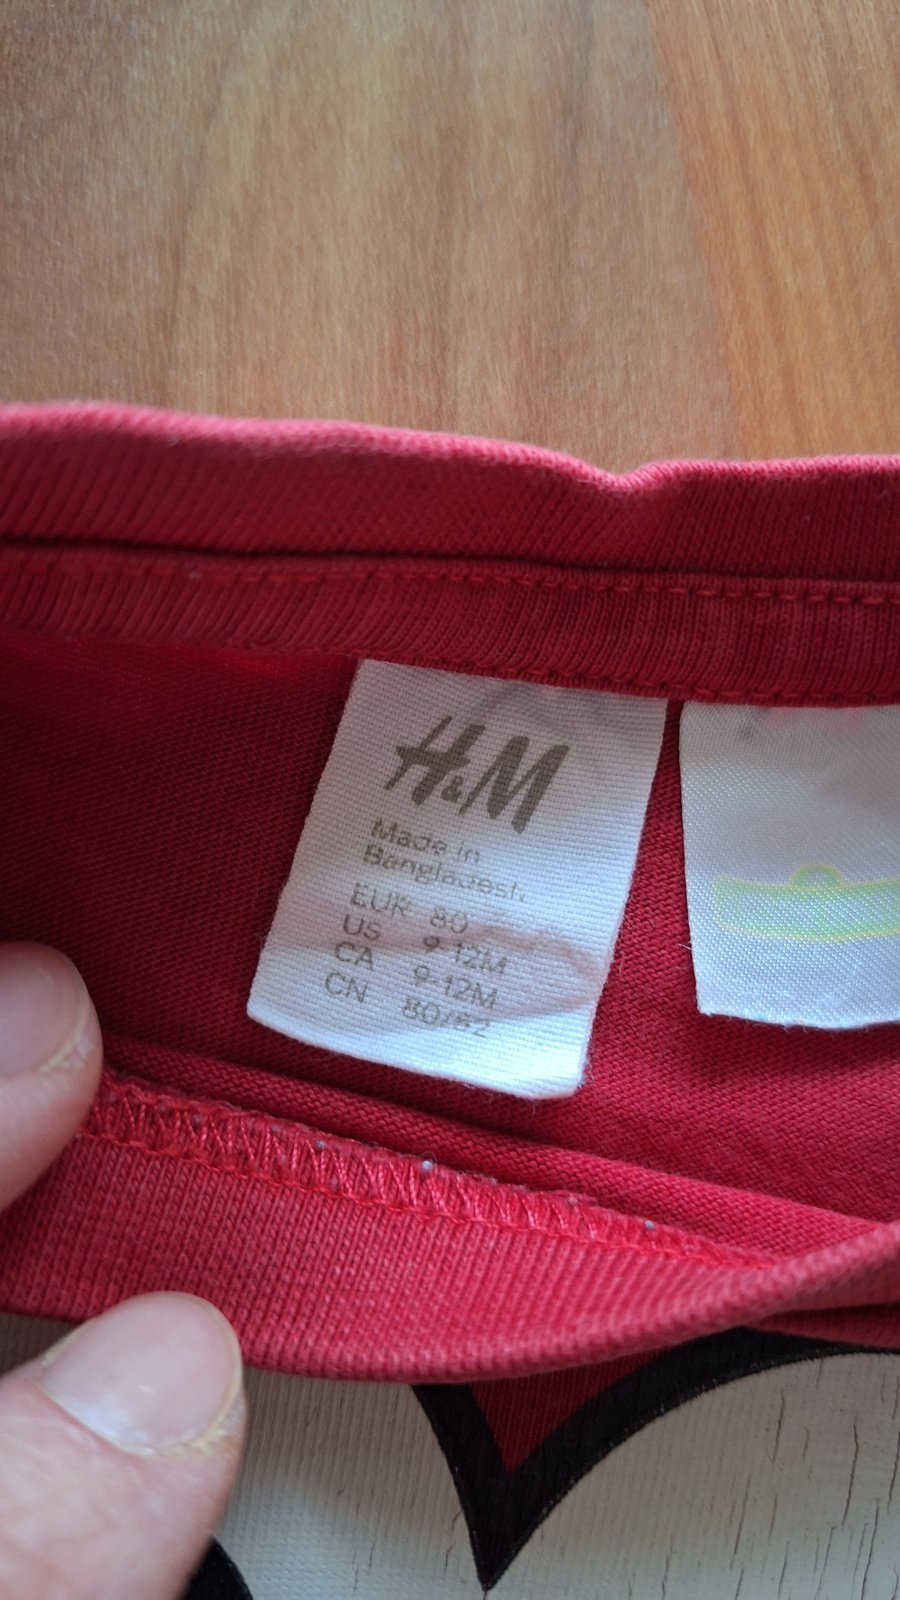 H&M
Made in
Bangladesh
EUR 80
US 9-12M
CA 9-12M
CN 80/52